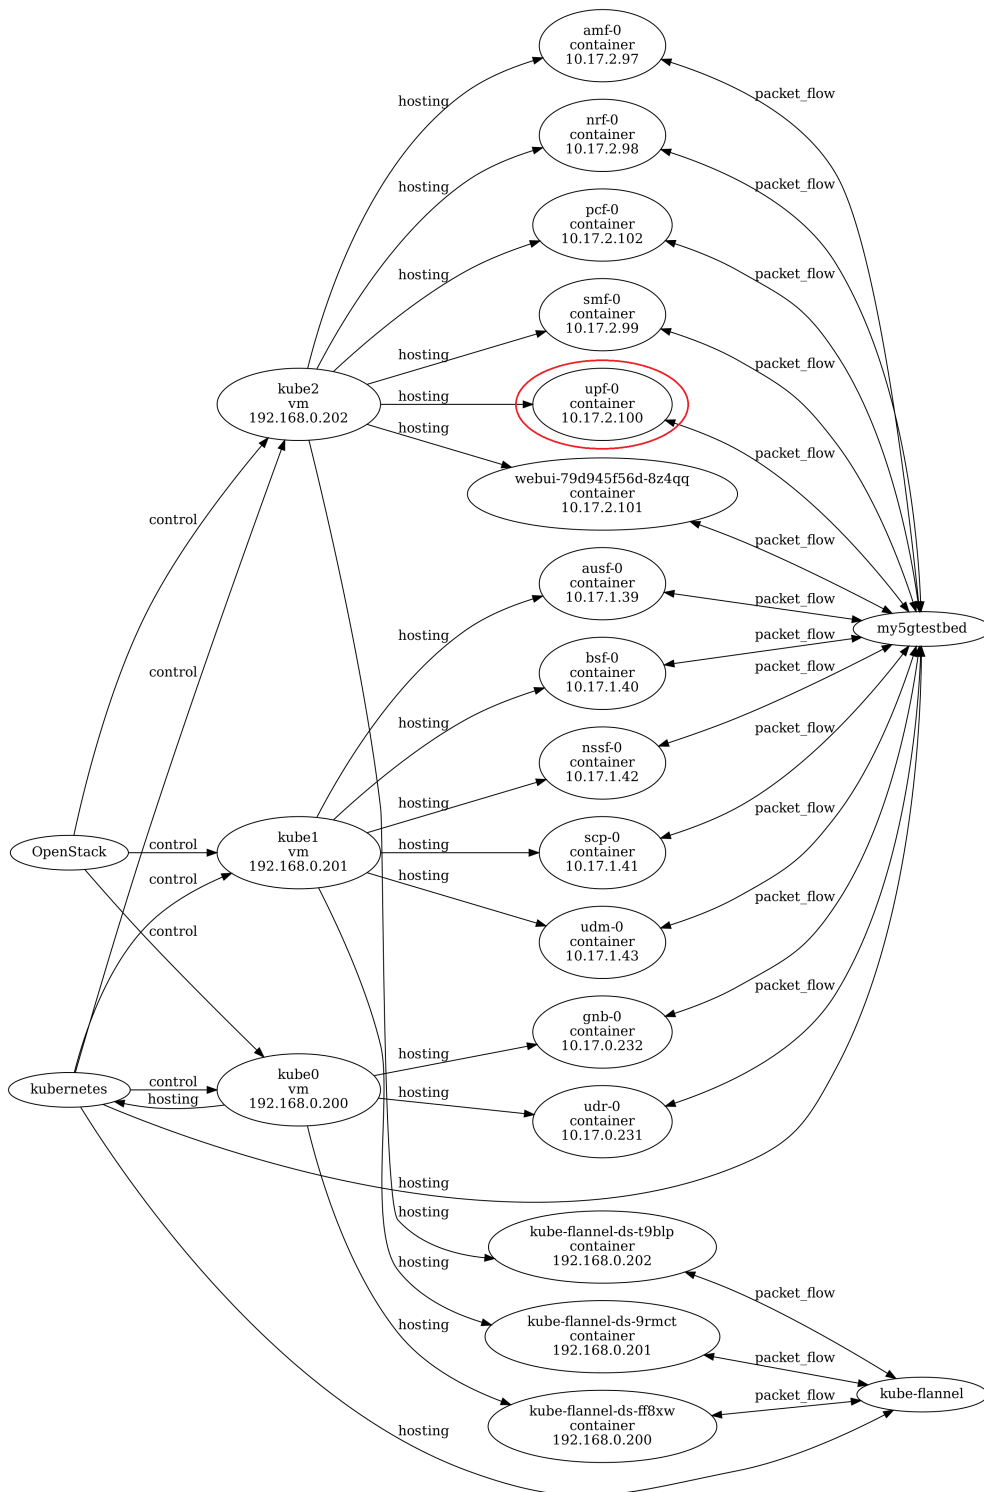 amf-0
container
10.17.2.97
hosting
packet_flow
nrf-0
container
10.17.2.98
hosting
packet_flow
pcf-0
container
10.17.2.102
hosting
packet_flow
smf-0
container
10.17.2.99
hosting
packet_flow
kube2
vm
192.168.0.202
hosting
upf-0
container
10.17.2.100
hosting
packet_flow
webui-79d945f56d-8z4qq
container
10.17.2.101
control
packet_flow
ausf-0
container
10.17.1.39
hosting
packet_flow
my5gtestbed
control
bsf-0
container
10.17.1.40
hosting
packet_flow
packet_flow
nssf-0
container
10.17.1.42
hosting
packet_flow
OpenStack
control
kube1
vm
192.168.0.201
hosting
scp-0
container
10.17.1.41
control
hosting
packet_flow
control
udm-0
container
10.17.1.43
packet_flow
gnb-0
container
10.17.0.232
hosting
packet_flow
kubernetes
control
hosting
kube0
vm
192.168.0.200
hosting
udr-0
container
10.17.0.231
hosting
hosting
kube-flannel-ds-t9blp
container
192.168.0.202
hosting
packet_flow
kube-flannel-ds-9rmct
container
192.168.0.201
hosting
packet_flow
kube-flannel
packet_flow
kube-flannel-ds-ff8xw
container
192.168.0.200
hosting